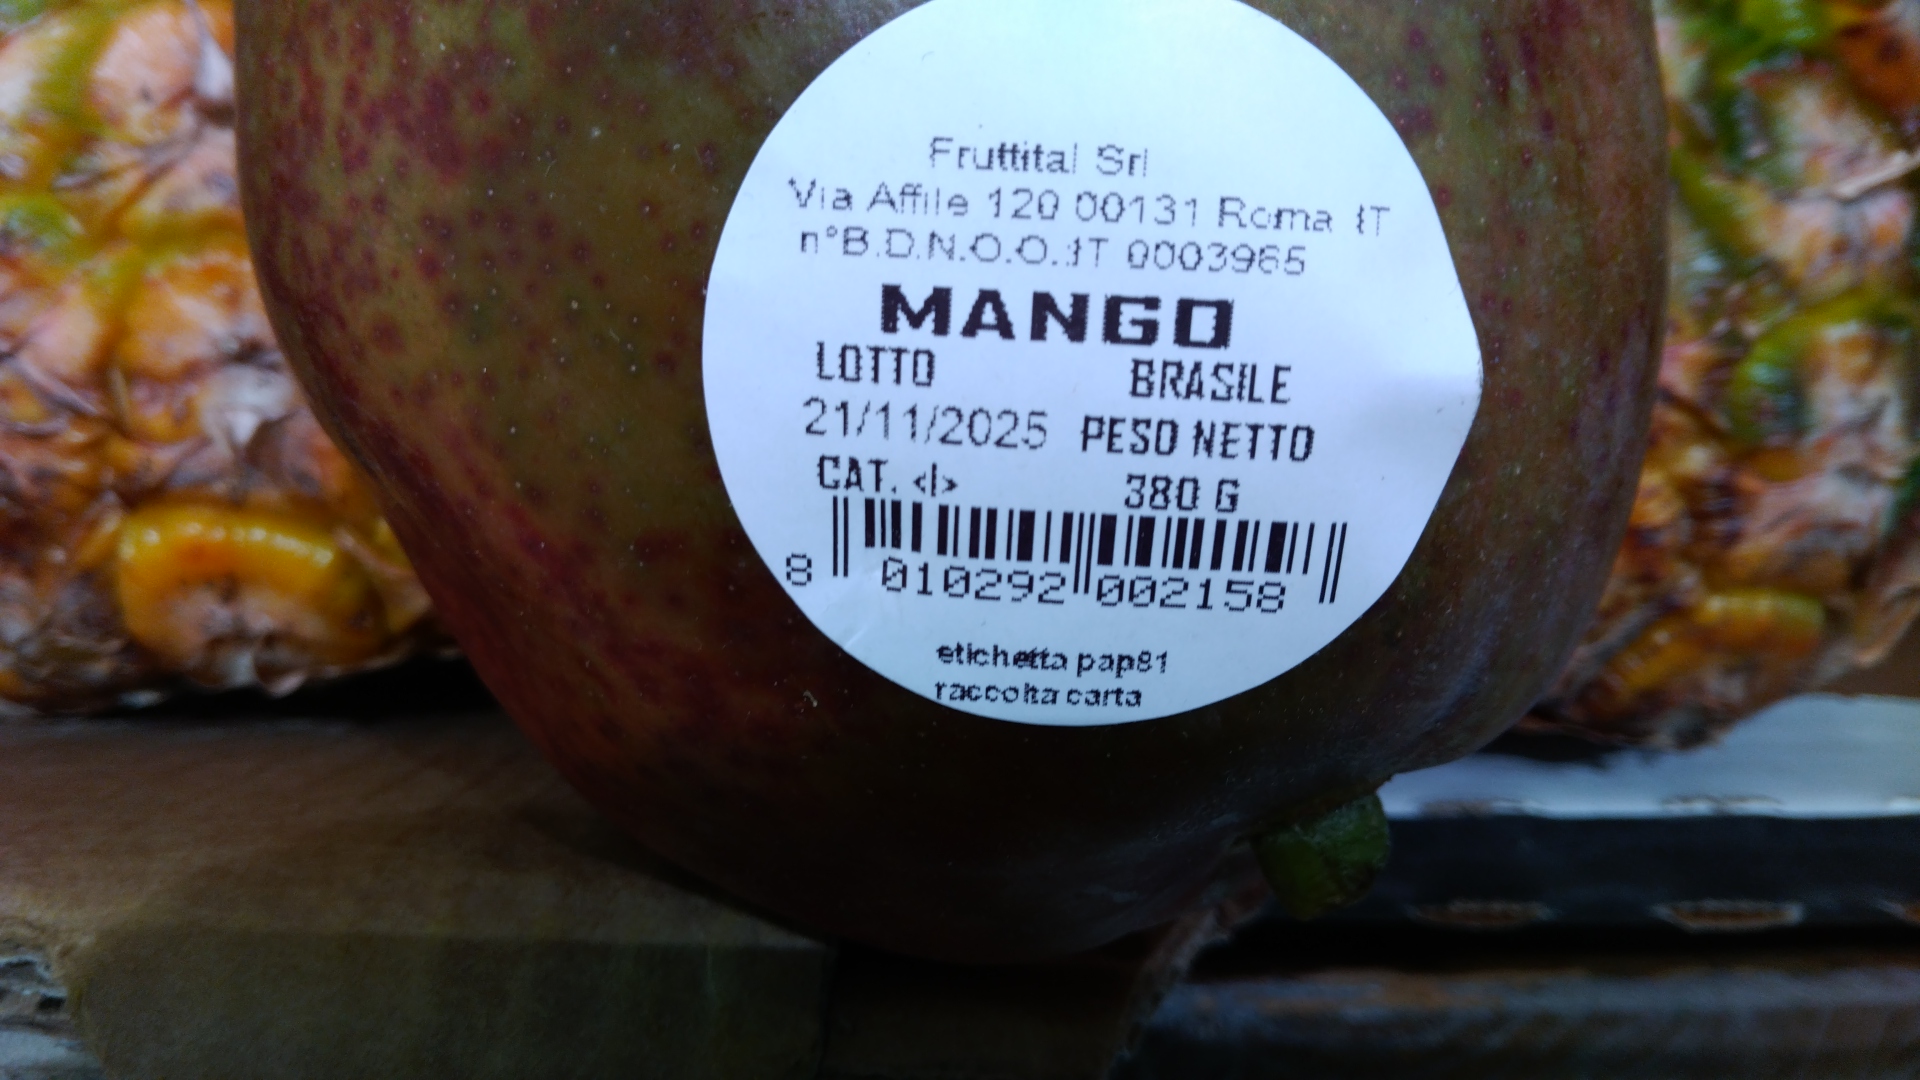 Fruttital Srl
Via Affile 120 00131 Roma IT
n°B.D.N.O.O.:IT 0003965
MANGO
LOTTO BRASILE
21/11/2025 PESO NETTO
CAT. <I> 380 G
8 010292 002158
etichetta pap81
raccolta carta